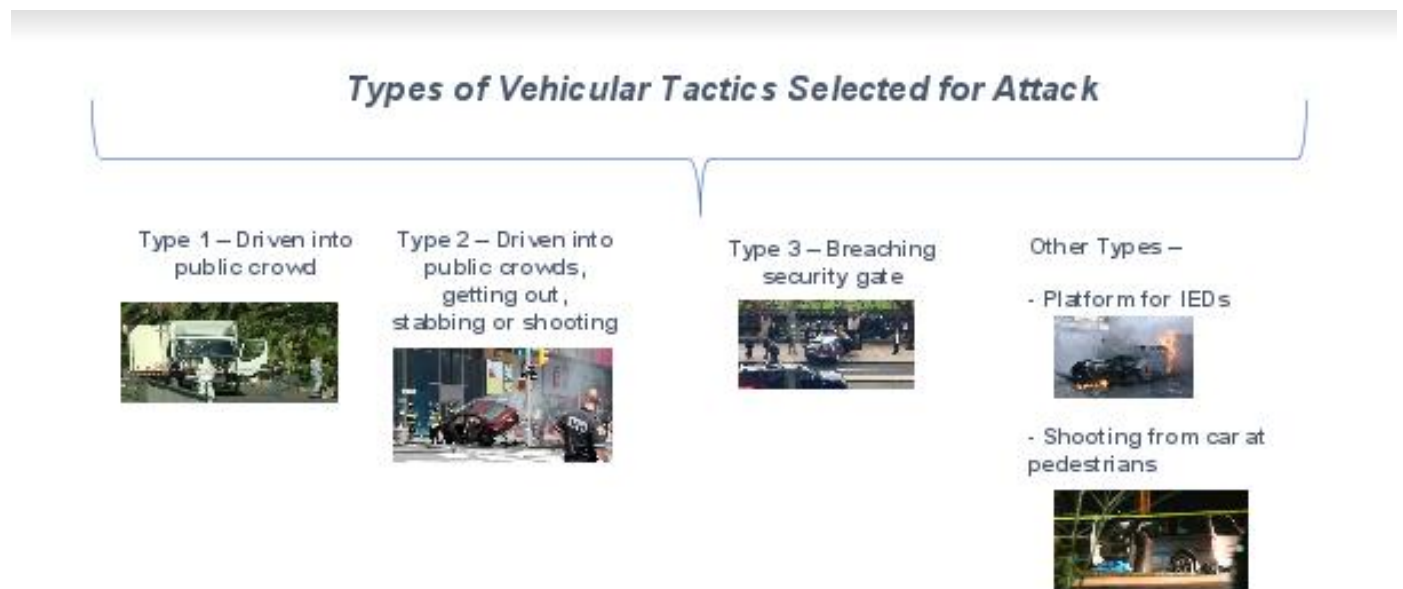 Types of Vehicular Tactics Selected for Attack
Type 1 – Driven into
public crowd
Type 2 – Driven into
public crowds,
getting out,
stabbing or shooting
Type 3 – Breaching
security gate
Other Types –
- Platform for IEDs
- Shooting from car at
pedestrians